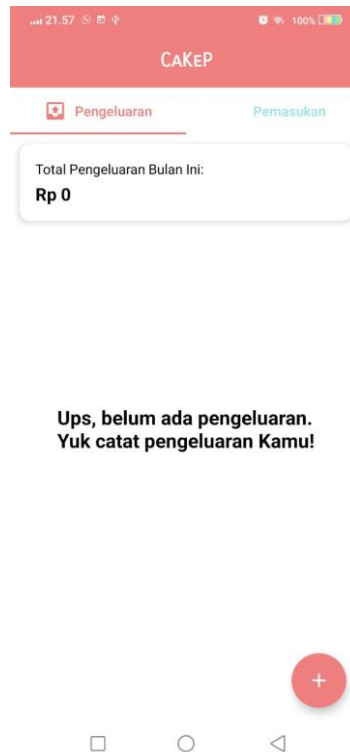 21.57 100%
CAKEP
Pengeluaran Pemasukan
Total Pengeluaran Bulan Ini:
Rp 0
Ups, belum ada pengeluaran.
Yuk catat pengeluaran Kamu!
+